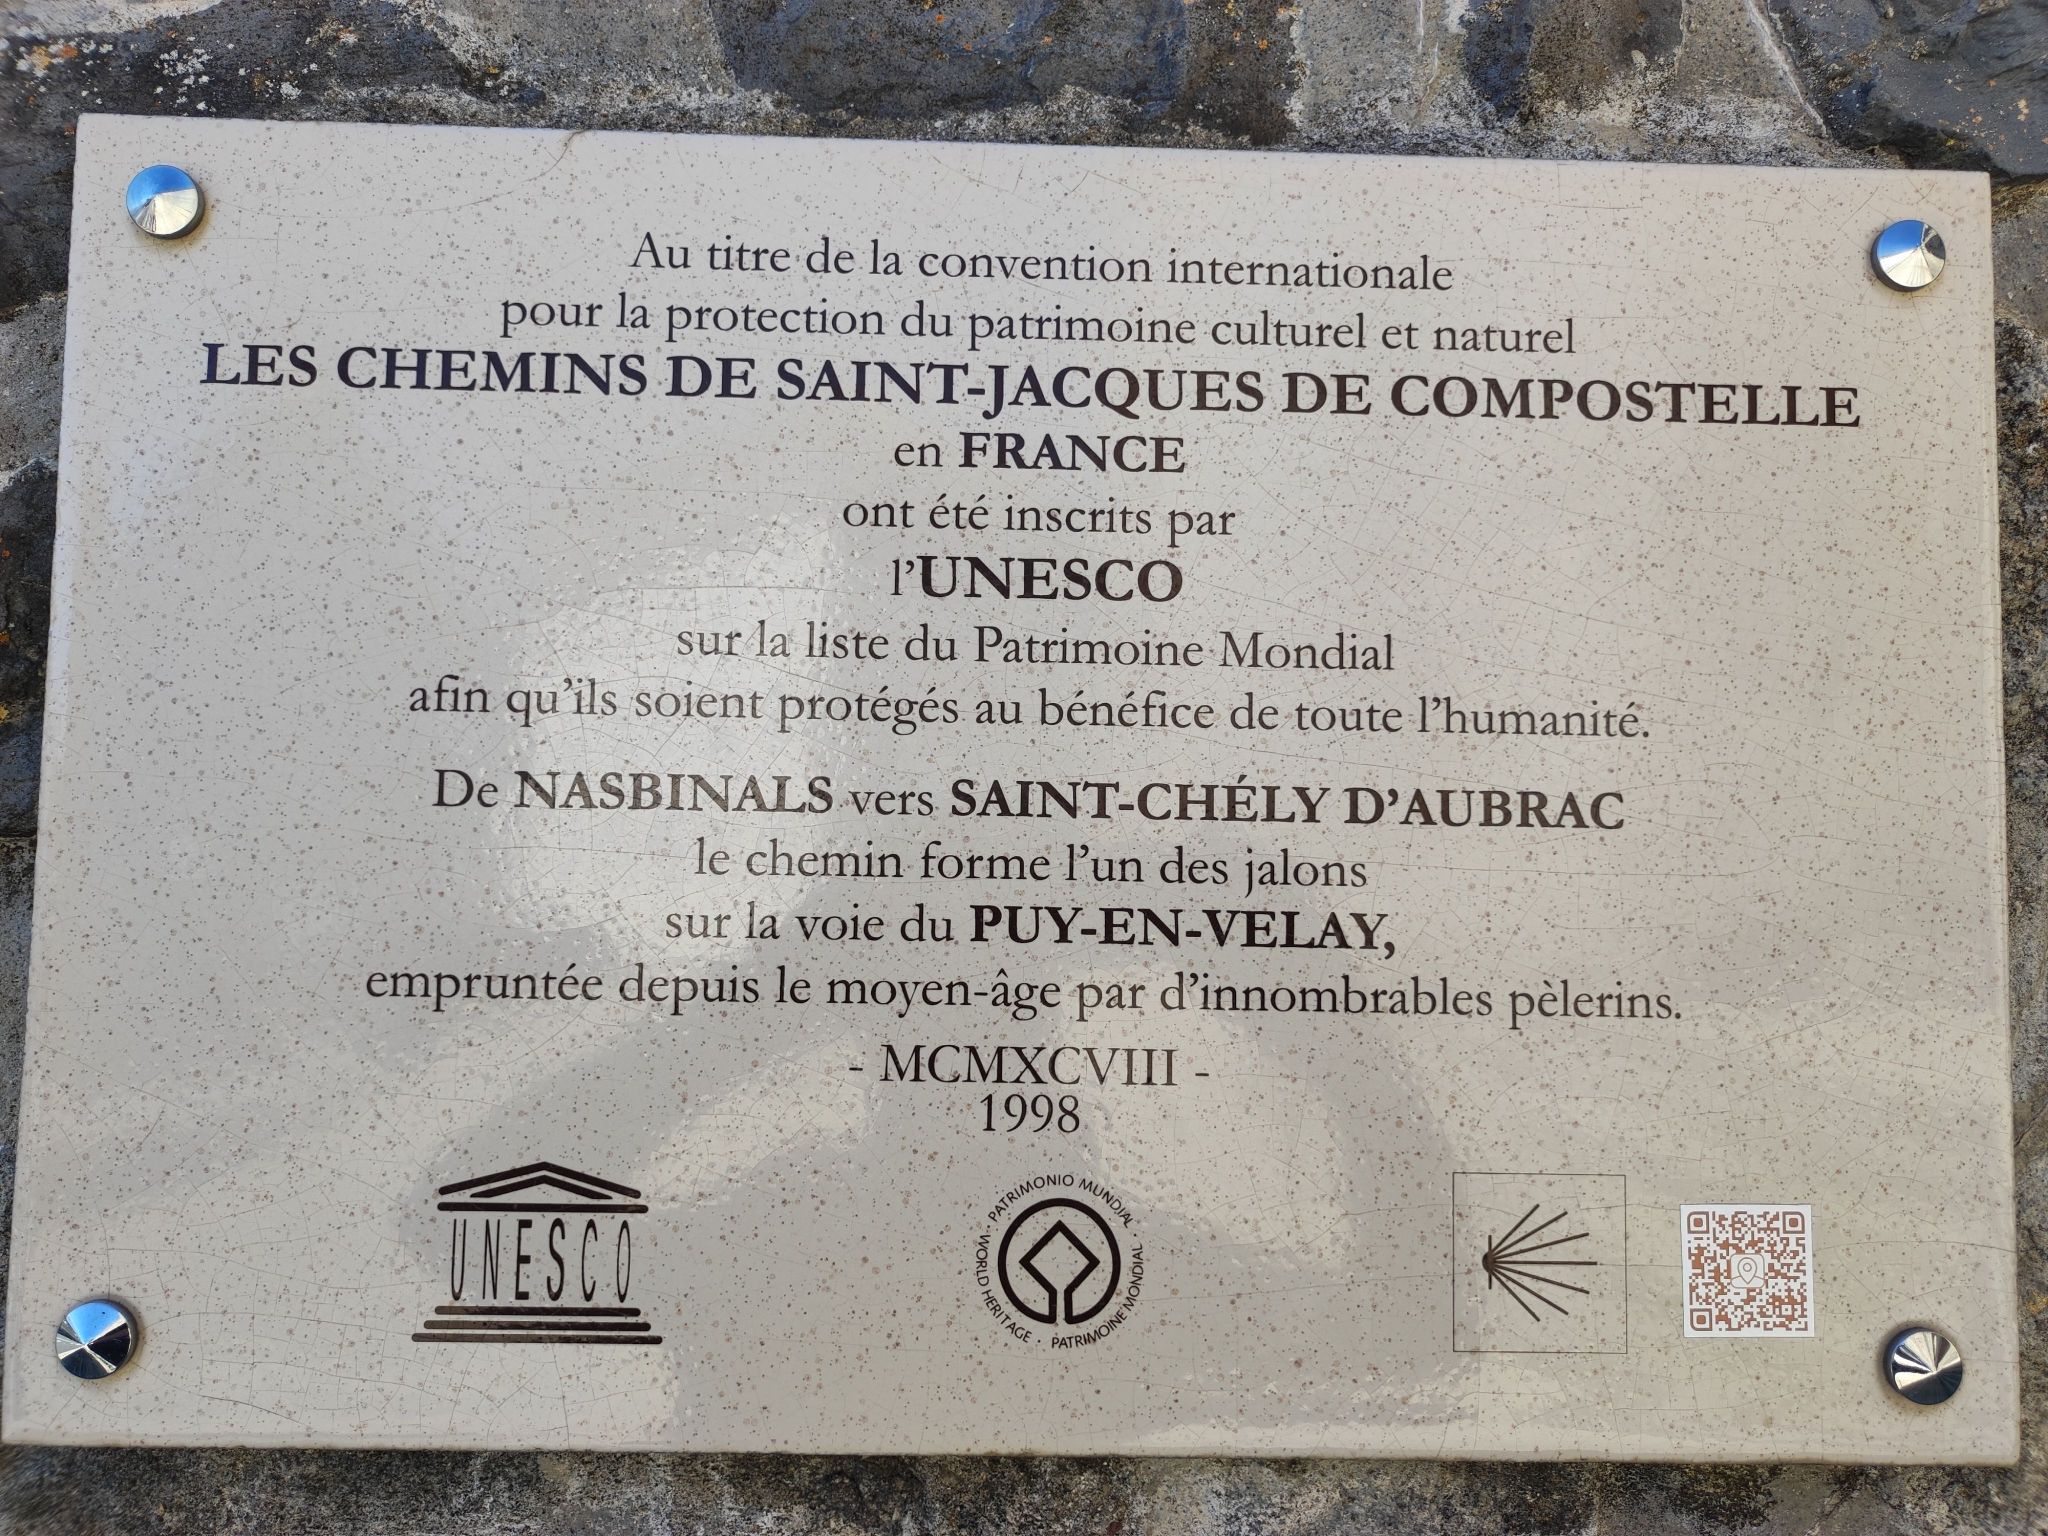 Au titre de la convention internationale
pour la protection du patrimoine culturel et naturel
LES CHEMINS DE SAINT-JACQUES DE COMPOSTELLE
en FRANCE
ont été inscrits par
l'UNESCO
sur la liste du Patrimoine Mondial
afin qu'ils soient protégés au bénéfice de toute l'humanité.
De NASBINALS vers SAINT-CHÉLY D'AUBRAC
le chemin forme l'un des jalons
sur la voie du PUY-EN-VELAY,
empruntée depuis le moyen-âge par d'innombrables pèlerins.
- MCMXCVIII -
1998
UNESCO
WORLD HERITAGE · PATRIMOINE MONDIAL · PATRIMONIO MUNDIAL